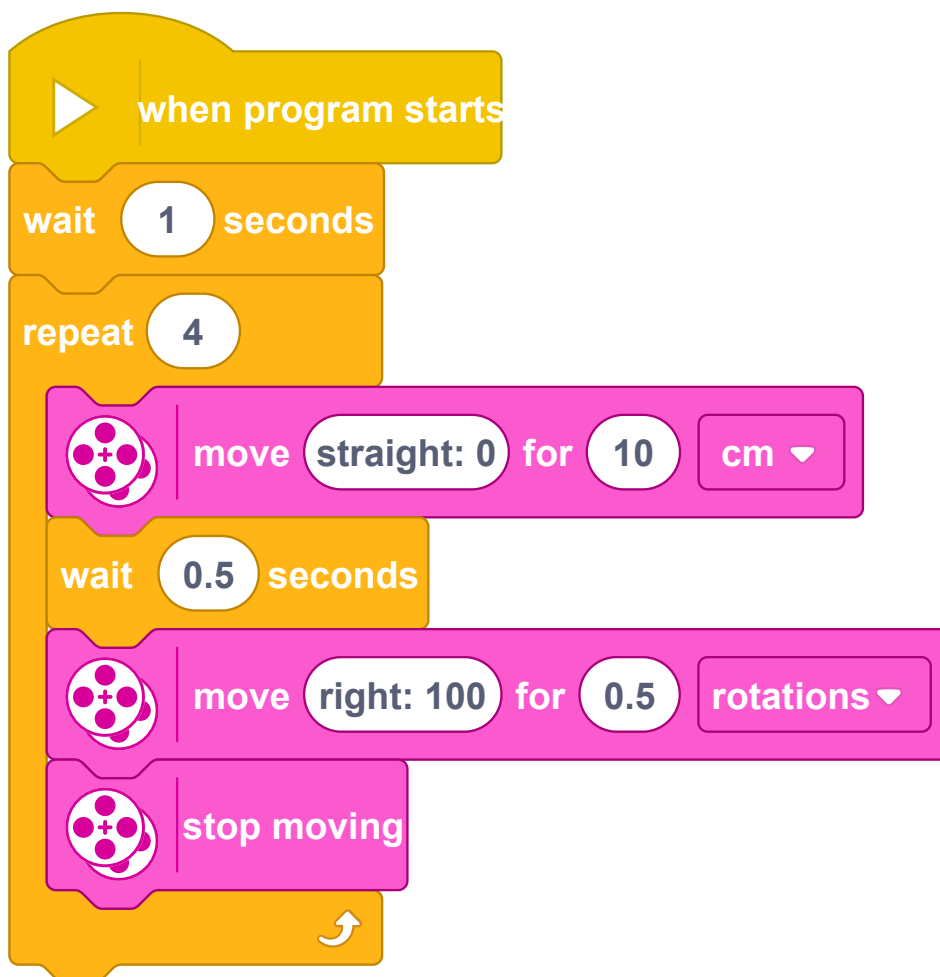 when program starts
wait 1 seconds
repeat 4
move straight: 0 for 10 cm
wait 0.5 seconds
move right: 100 for 0.5 rotations
stop moving